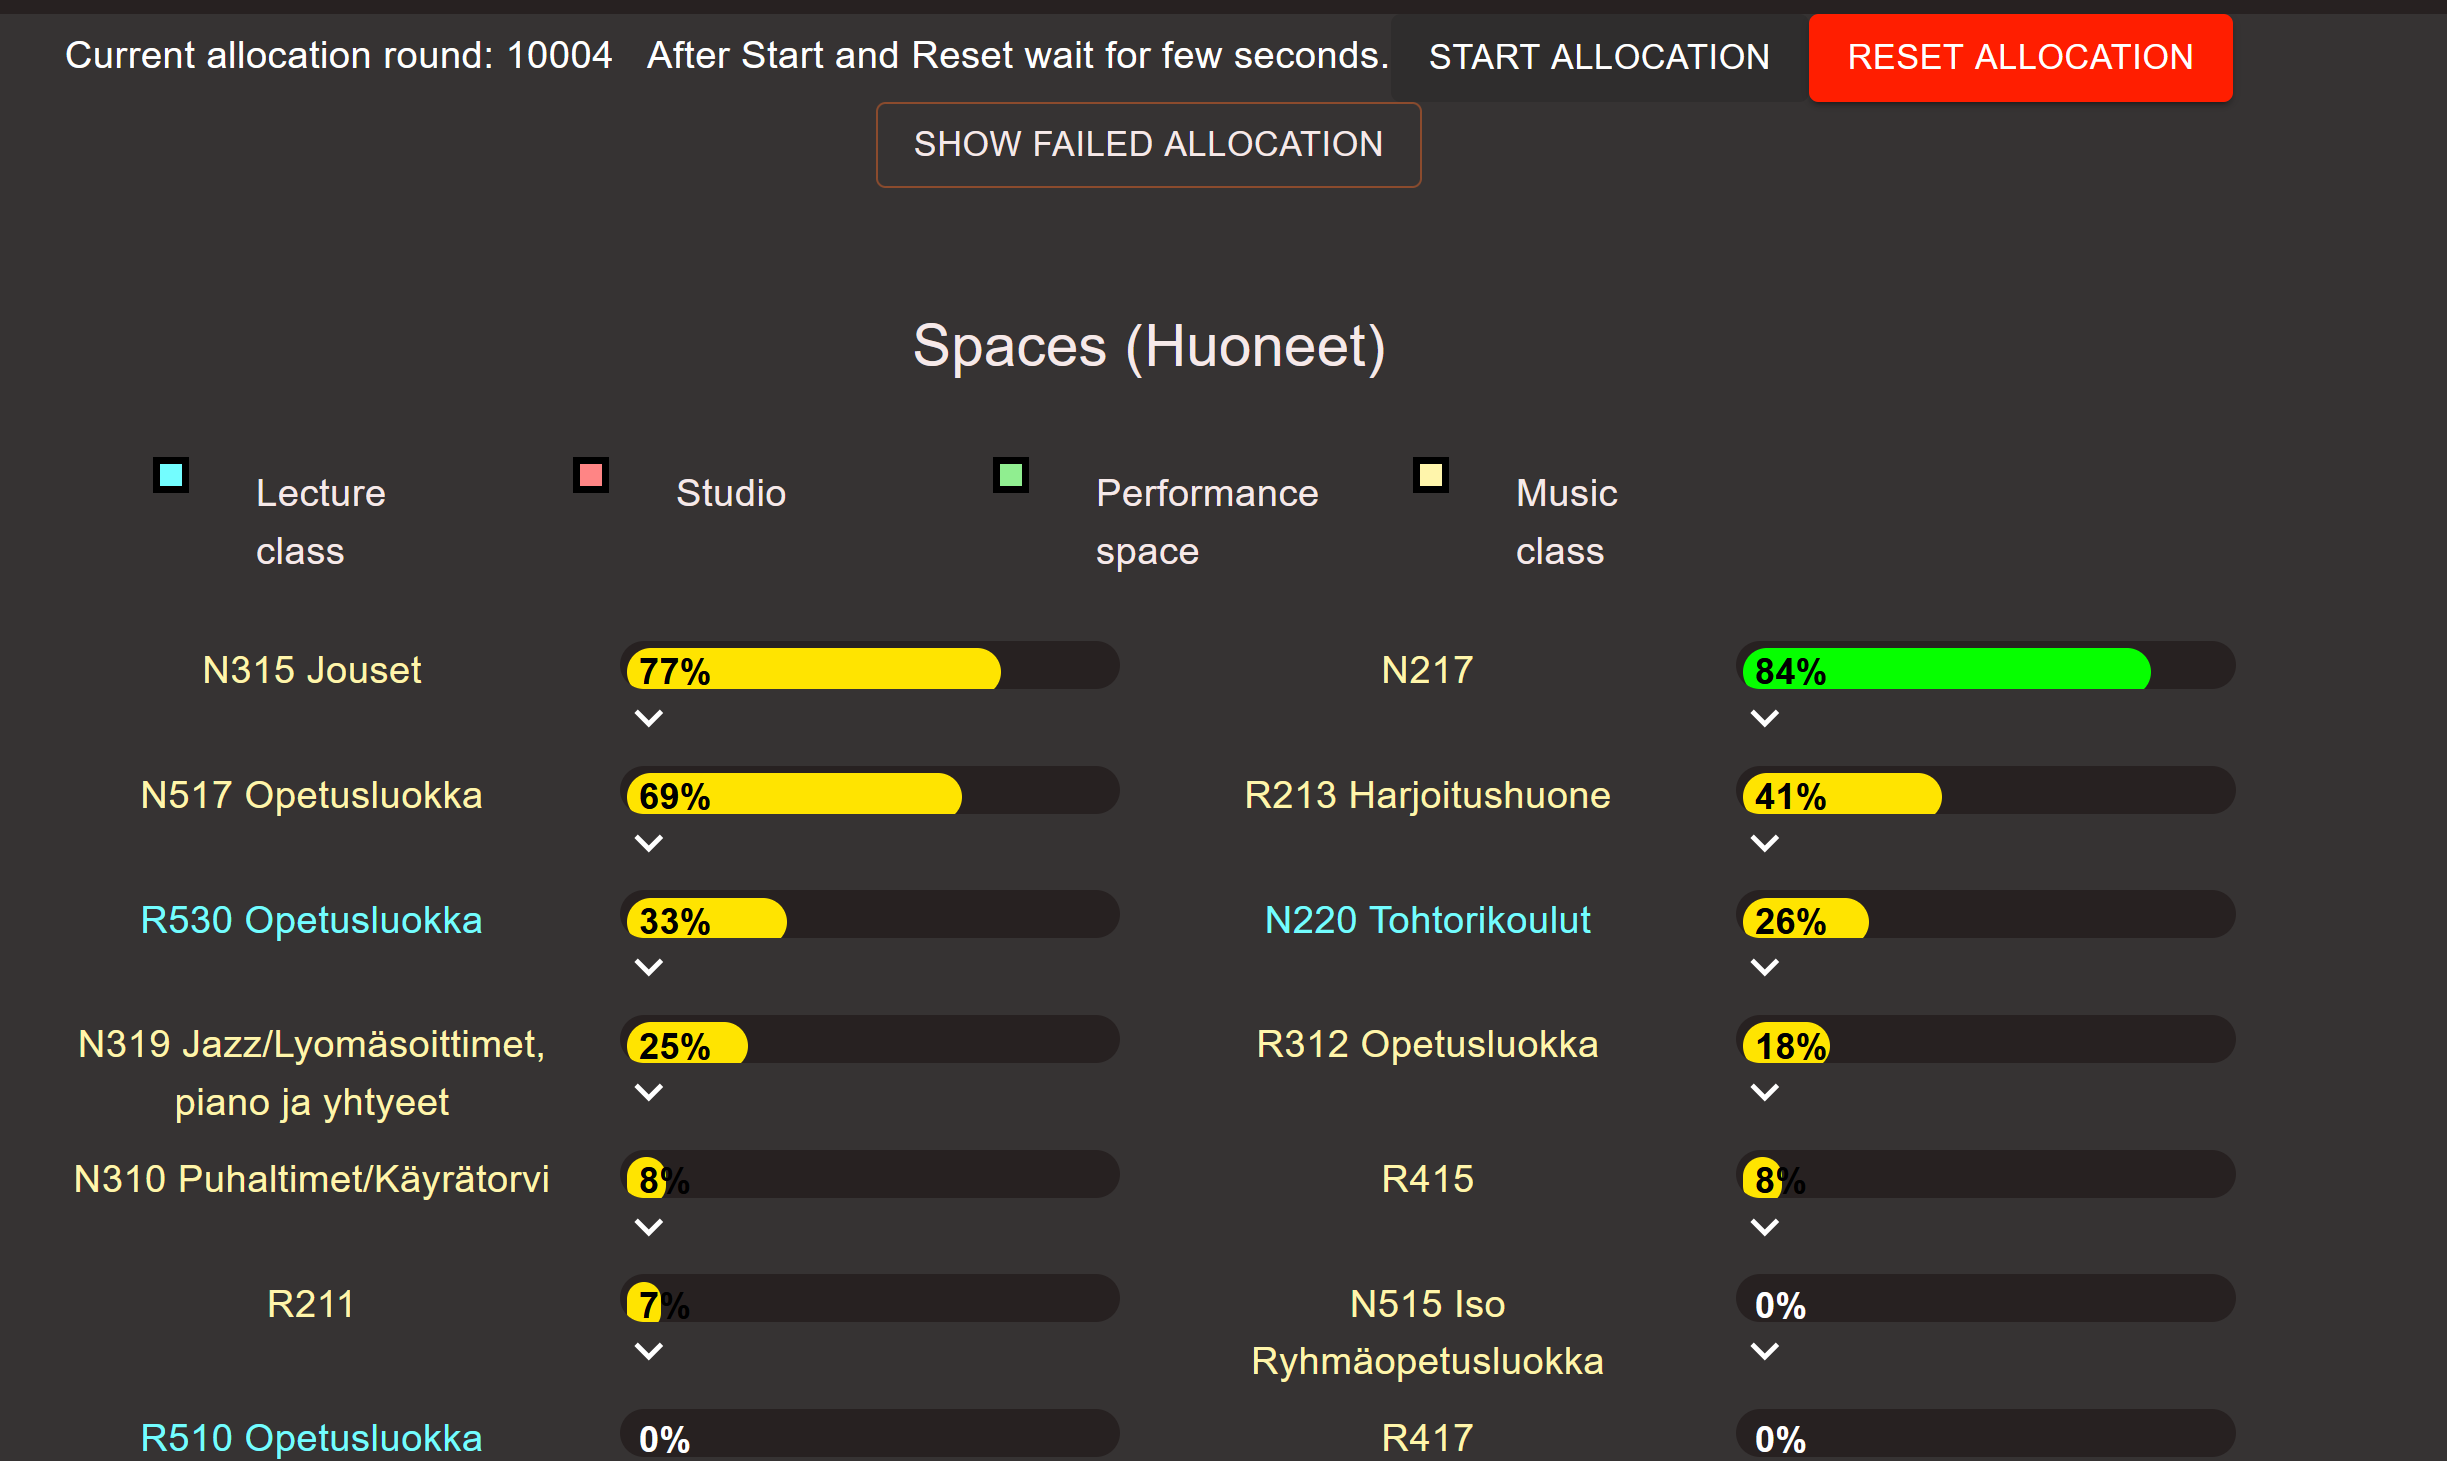 Current allocation round: 10004 After Start and Reset wait for few seconds. START ALLOCATION RESET ALLOCATION
SHOW FAILED ALLOCATION
Spaces (Huoneet)
Lecture class
Studio
Performance space
Music class
N315 Jouset 77%
N217 84%
N517 Opetusluokka 69%
R213 Harjoitushuone 41%
R530 Opetusluokka 33%
N220 Tohtorikoulut 26%
N319 Jazz/Lyomäsoittimet, 25%
piano ja yhtyeet
R312 Opetusluokka 18%
N310 Puhaltimet/Käyrätorvi 8%
R415 8%
R211 7%
N515 Iso 0%
Ryhmäopetusluokka
R510 Opetusluokka 0%
R417 0%